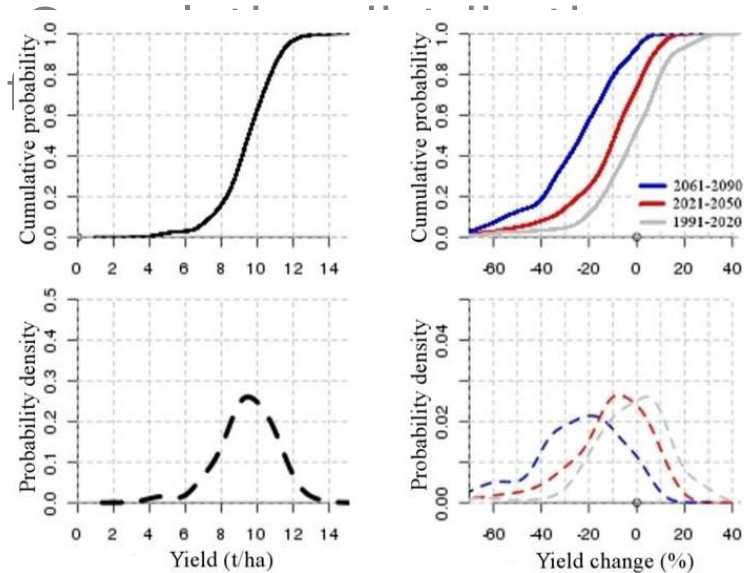 Cumulative probability
0.0 0.2 0.4 0.6 0.8 1.0
0 2 4 6 8 10 12 14
Cumulative probability
0.0 0.2 0.4 0.6 0.8 1.0
2061-2090
2021-2050
1991-2020
-60 -40 -20 0 20 40
Probability density
0.0 0.1 0.2 0.3 0.4 0.5
0 2 4 6 8 10 12 14
Yield (t/ha)
Probability density
0.00 0.02 0.04
-60 -40 -20 0 20 40
Yield change (%)